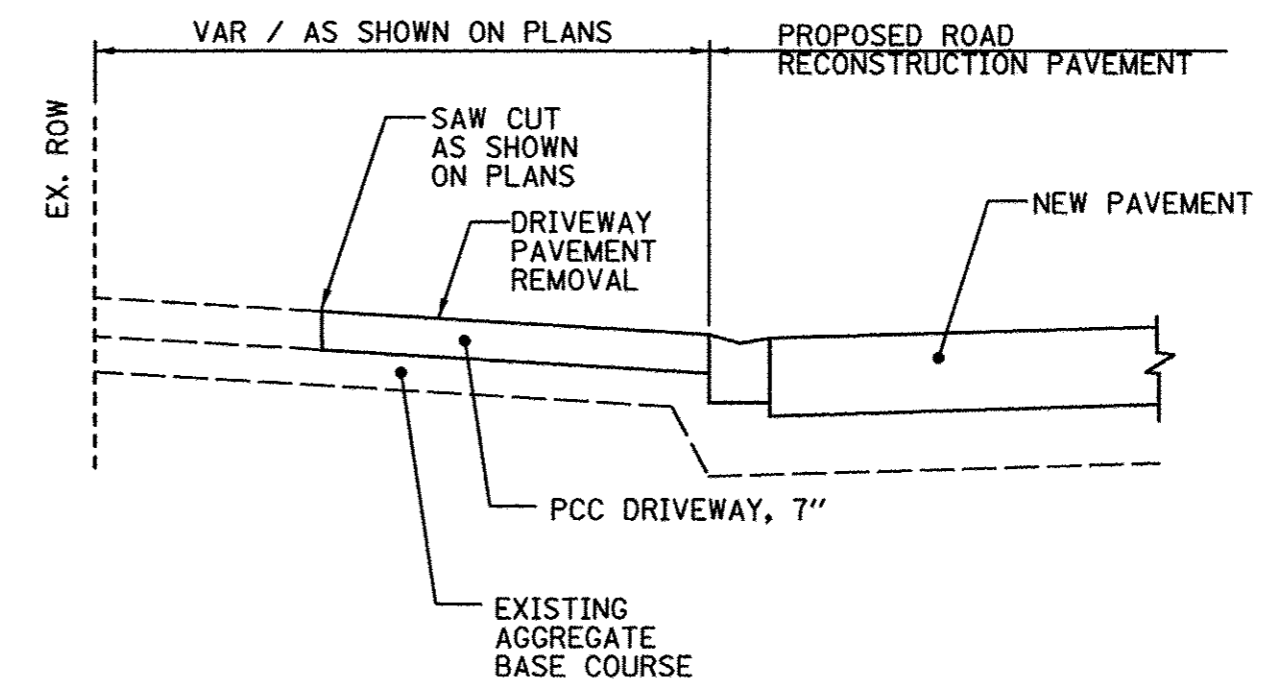 VAR / AS SHOWN ON PLANS
PROPOSED ROAD
RECONSTRUCTION PAVEMENT
EX. ROW
SAW CUT
AS SHOWN
ON PLANS
DRIVEWAY
PAVEMENT
REMOVAL
NEW PAVEMENT
PCC DRIVEWAY, 7"
EXISTING
AGGREGATE
BASE COURSE